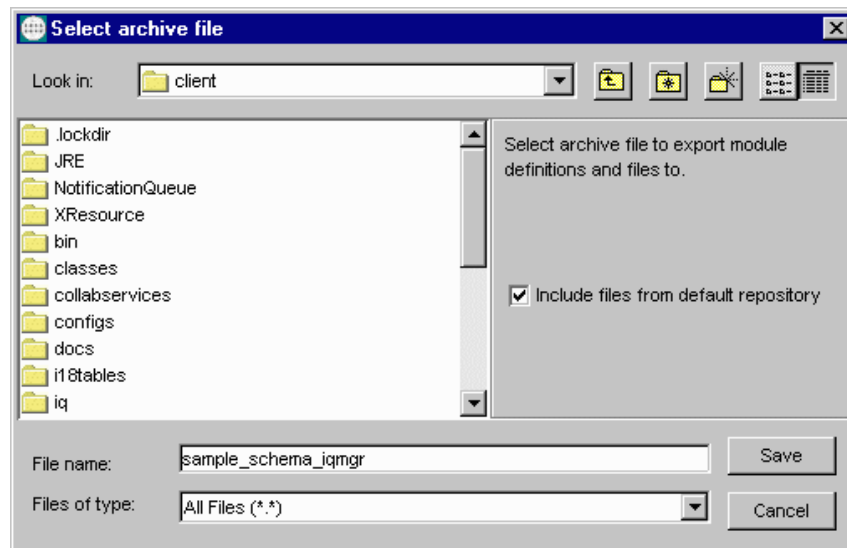 Select archive file
Look in:
client
.lockdir
JRE
NotificationQueue
XResource
bin
classes
collabservices
configs
docs
i18tables
iq
Select archive file to export module
definitions and files to.
Include files from default repository
File name:
sample_schema_iqmgr
Save
Files of type:
All Files (*.*)
Cancel